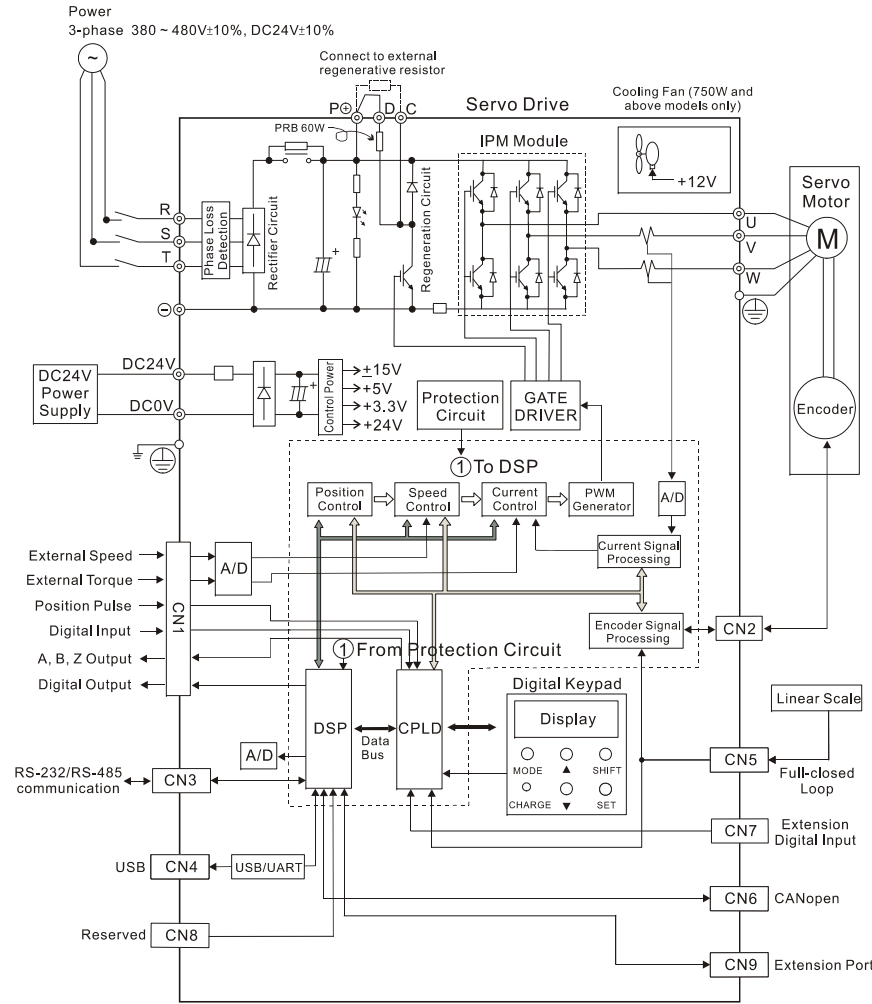 Power
3-phase 380 ~ 480V±10%, DC24V±10%
~
Connect to external
regenerative resistor
P⊕ D C
PRB 60W
Servo Drive
Cooling Fan (750W and
above models only)
+12V
IPM Module
Servo
Motor
M
Encoder
R
S
T
Phase Loss
Detection
Rectifier Circuit
+
Regeneration Circuit
U
V
W
⊖
DC24V
Power
Supply
DC24V
DC0V
+
Control Power
±15V
+5V
+3.3V
+24V
Protection
Circuit
GATE
DRIVER
1 To DSP
Position
Control
Speed
Control
Current
Control
PWM
Generator
A/D
Current Signal
Processing
Encoder Signal
Processing
External Speed
External Torque
Position Pulse
Digital Input
A, B, Z Output
Digital Output
CN1
A/D
CN2
1 From Protection Circuit
DSP
Data
Bus
CPLD
A/D
Digital Keypad
Display
MODE ▲ SHIFT
CHARGE ▼ SET
Linear Scale
CN5
Full-closed
Loop
RS-232/RS-485
communication
CN3
CN7
Extension
Digital Input
USB
CN4
USB/UART
CN6
CANopen
Reserved
CN8
CN9
Extension Port